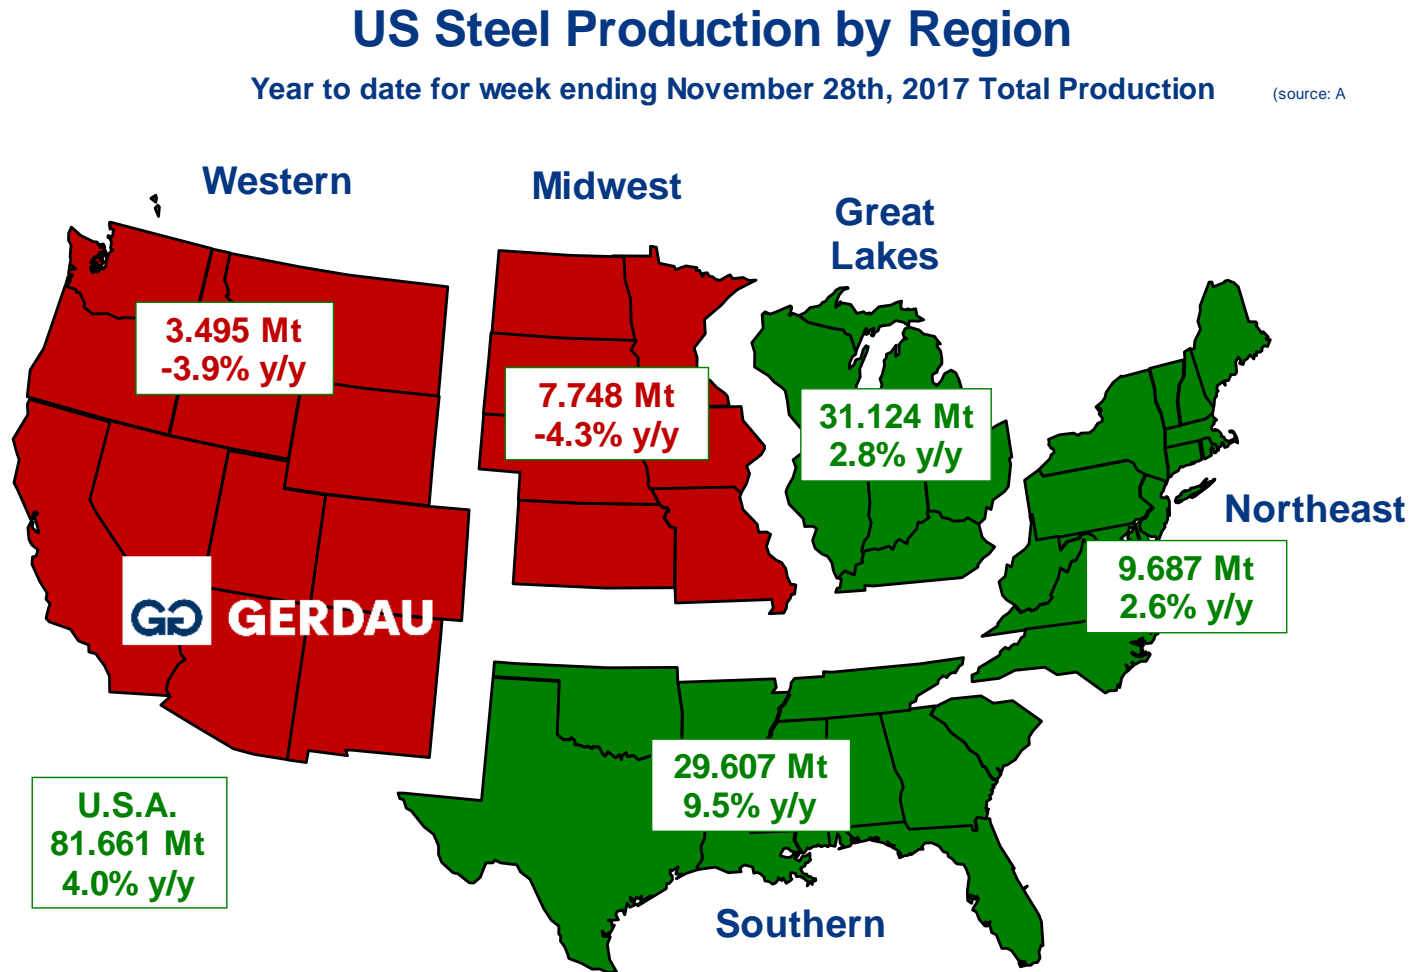 US Steel Production by Region
Year to date for week ending November 28th, 2017 Total Production
(source: A
Western
Midwest
Great
Lakes
3.495 Mt
-3.9% y/y
7.748 Mt
-4.3% y/y
31.124 Mt
2.8% y/y
Northeast
9.687 Mt
2.6% y/y
GERDAU
29.607 Mt
9.5% y/y
U.S.A.
81.661 Mt
4.0% y/y
Southern